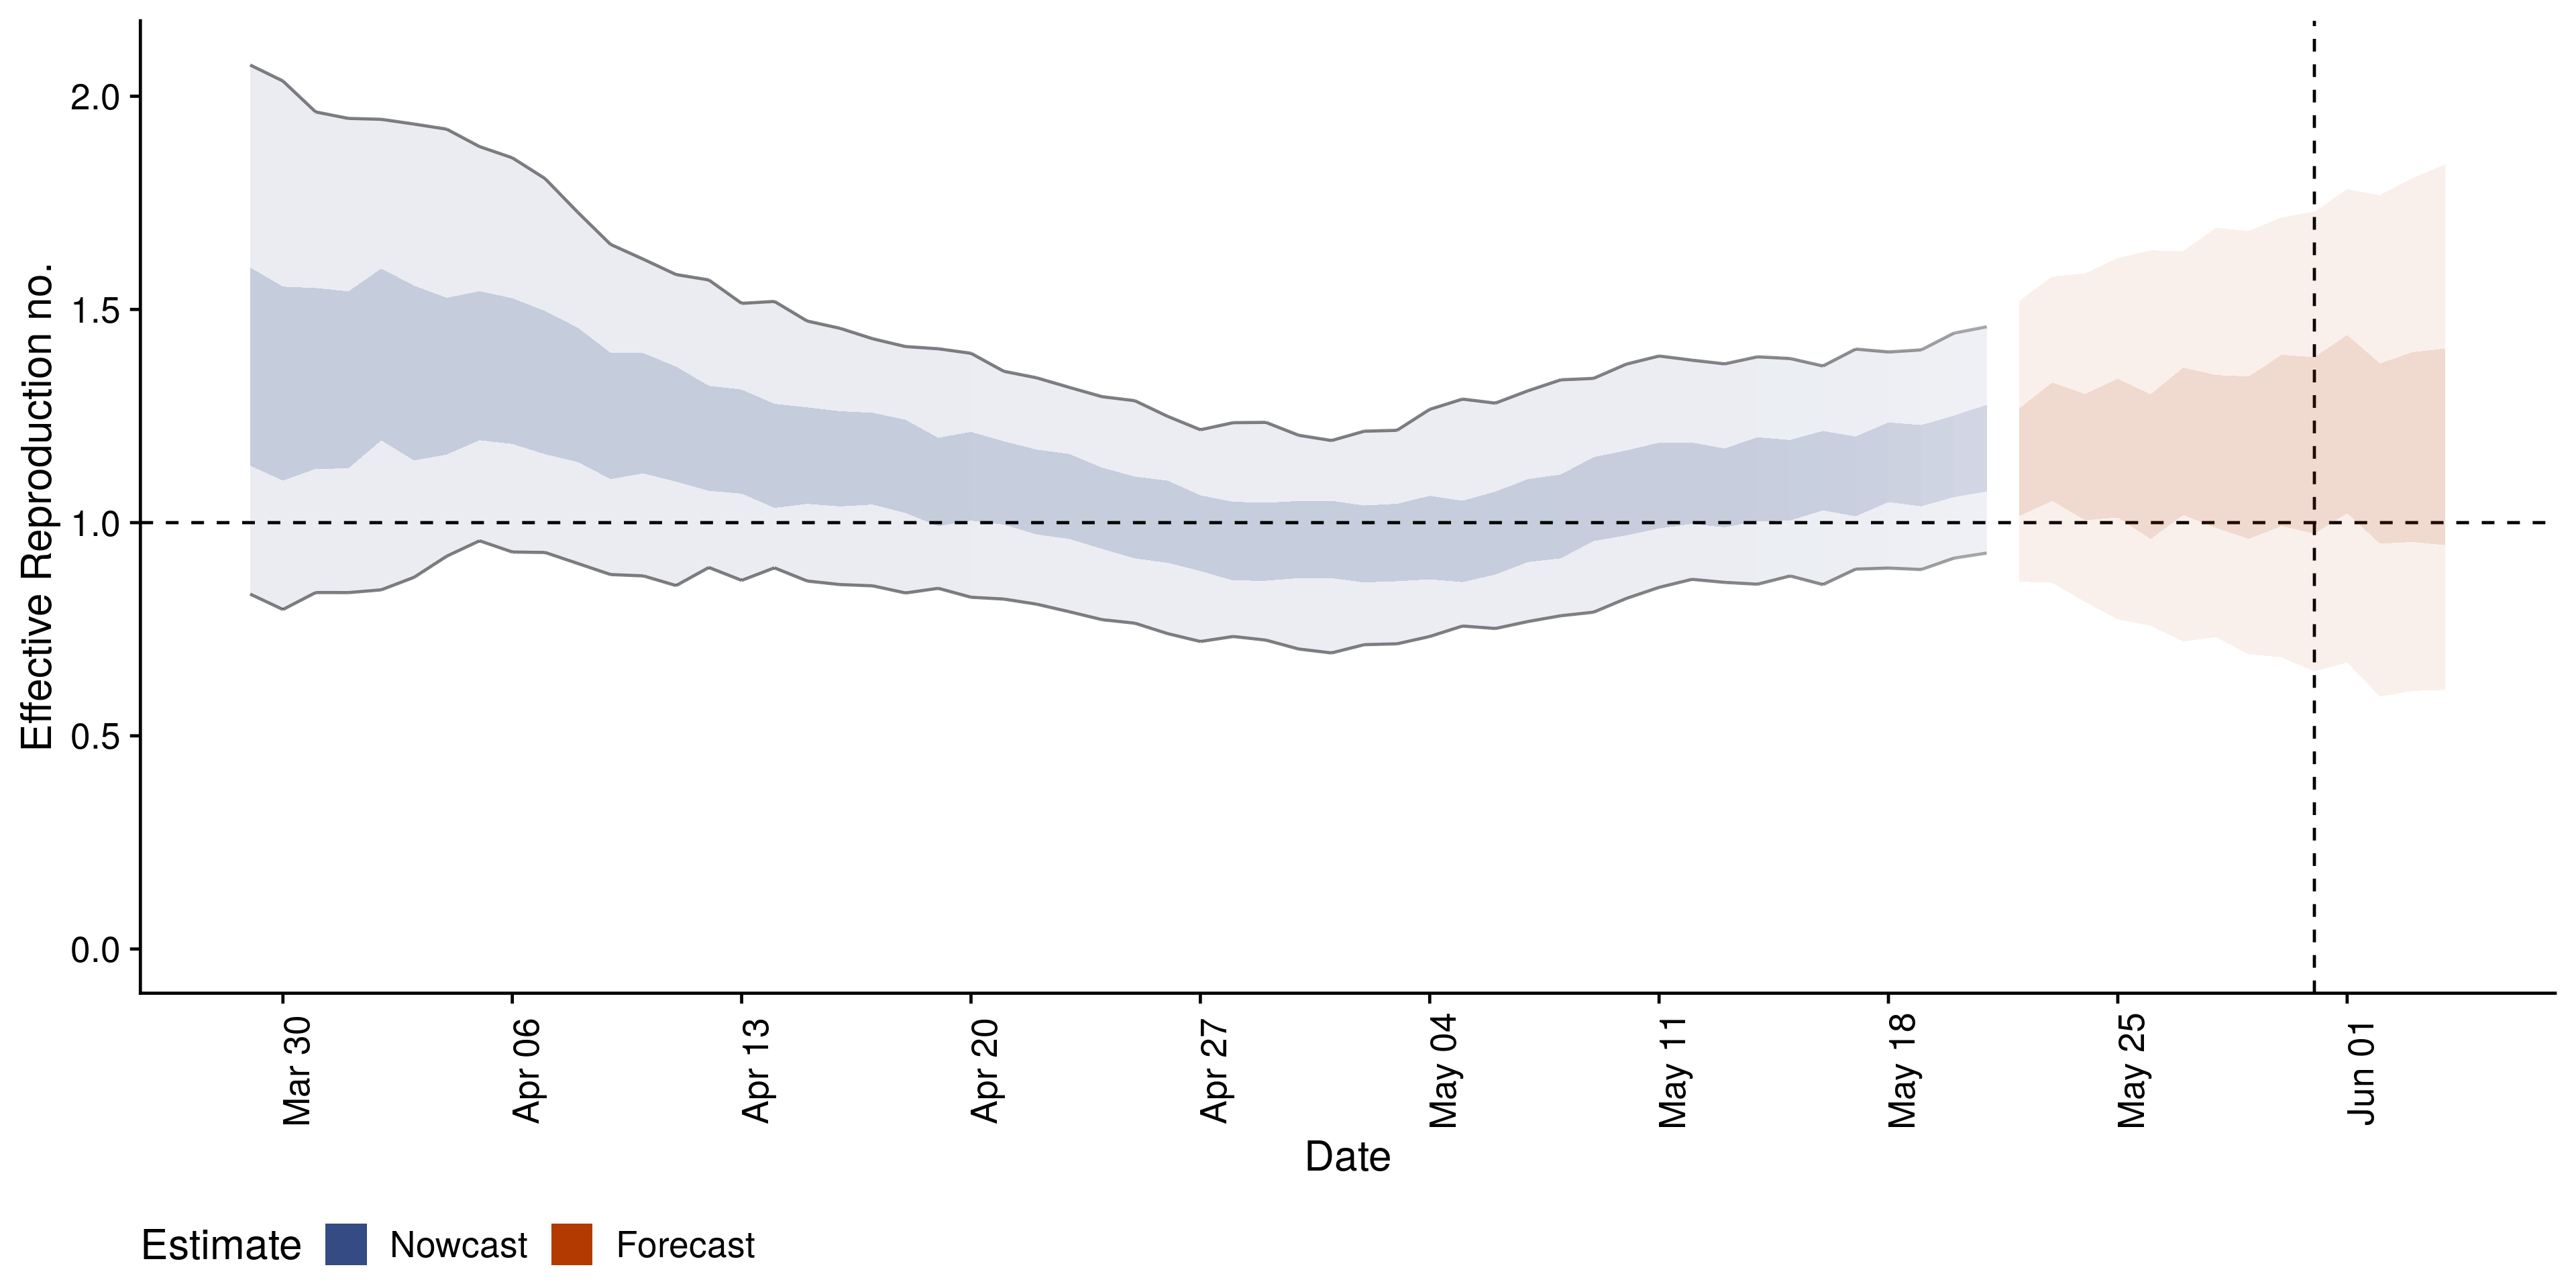 Effective Reproduction no.
2.0
1.5
1.0
0.5
0.0
Mar 30
Apr 06
Apr 13
Apr 20
Apr 27
May 04
May 11
May 18
May 25
Jun 01
Date
Estimate Nowcast Forecast